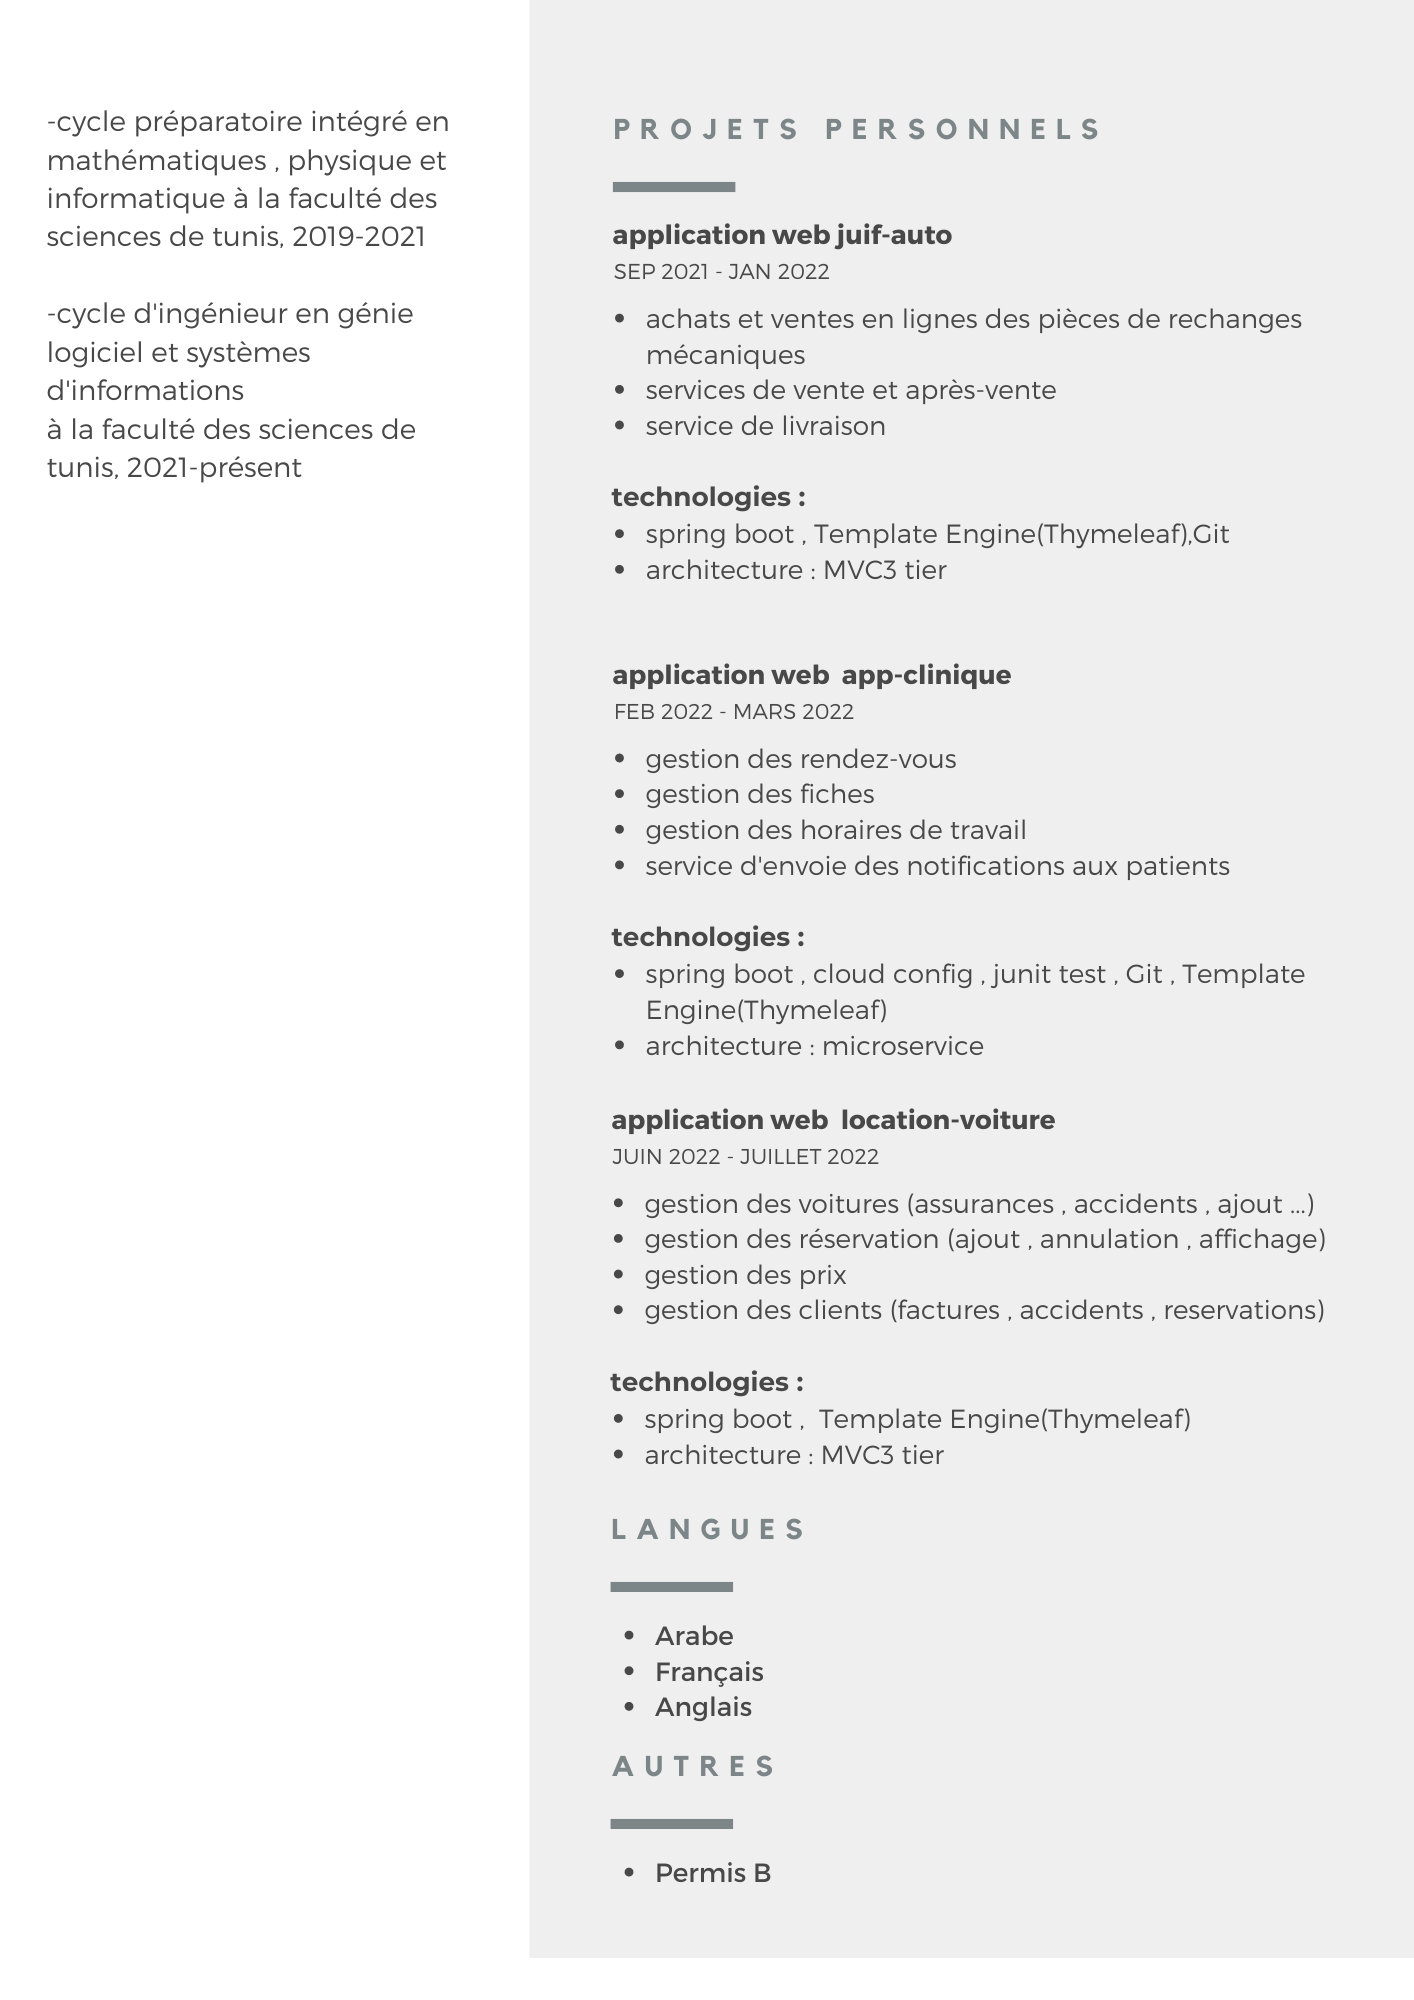 -cycle préparatoire intégré en
mathématiques , physique et
informatique à la faculté des
sciences de tunis, 2019-2021
-cycle d'ingénieur en génie
logiciel et systèmes
d'informations
à la faculté des sciences de
tunis, 2021-présent
PROJETS PERSONNELS
application web juif-auto
SEP 2021 - JAN 2022
• achats et ventes en lignes des pièces de rechanges
mécaniques
• services de vente et après-vente
• service de livraison
technologies :
• spring boot , Template Engine(Thymeleaf),Git
• architecture : MVC3 tier
application web  app-clinique
FEB 2022 - MARS 2022
• gestion des rendez-vous
• gestion des fiches
• gestion des horaires de travail
• service d'envoie des notifications aux patients
technologies :
• spring boot , cloud config , junit test , Git , Template
Engine(Thymeleaf)
• architecture : microservice
application web  location-voiture
JUIN 2022 - JUILLET 2022
• gestion des voitures (assurances , accidents , ajout ...)
• gestion des réservation (ajout , annulation , affichage)
• gestion des prix
• gestion des clients (factures , accidents , reservations)
technologies :
• spring boot ,  Template Engine(Thymeleaf)
• architecture : MVC3 tier
LANGUES
• Arabe
• Français
• Anglais
AUTRES
• Permis B